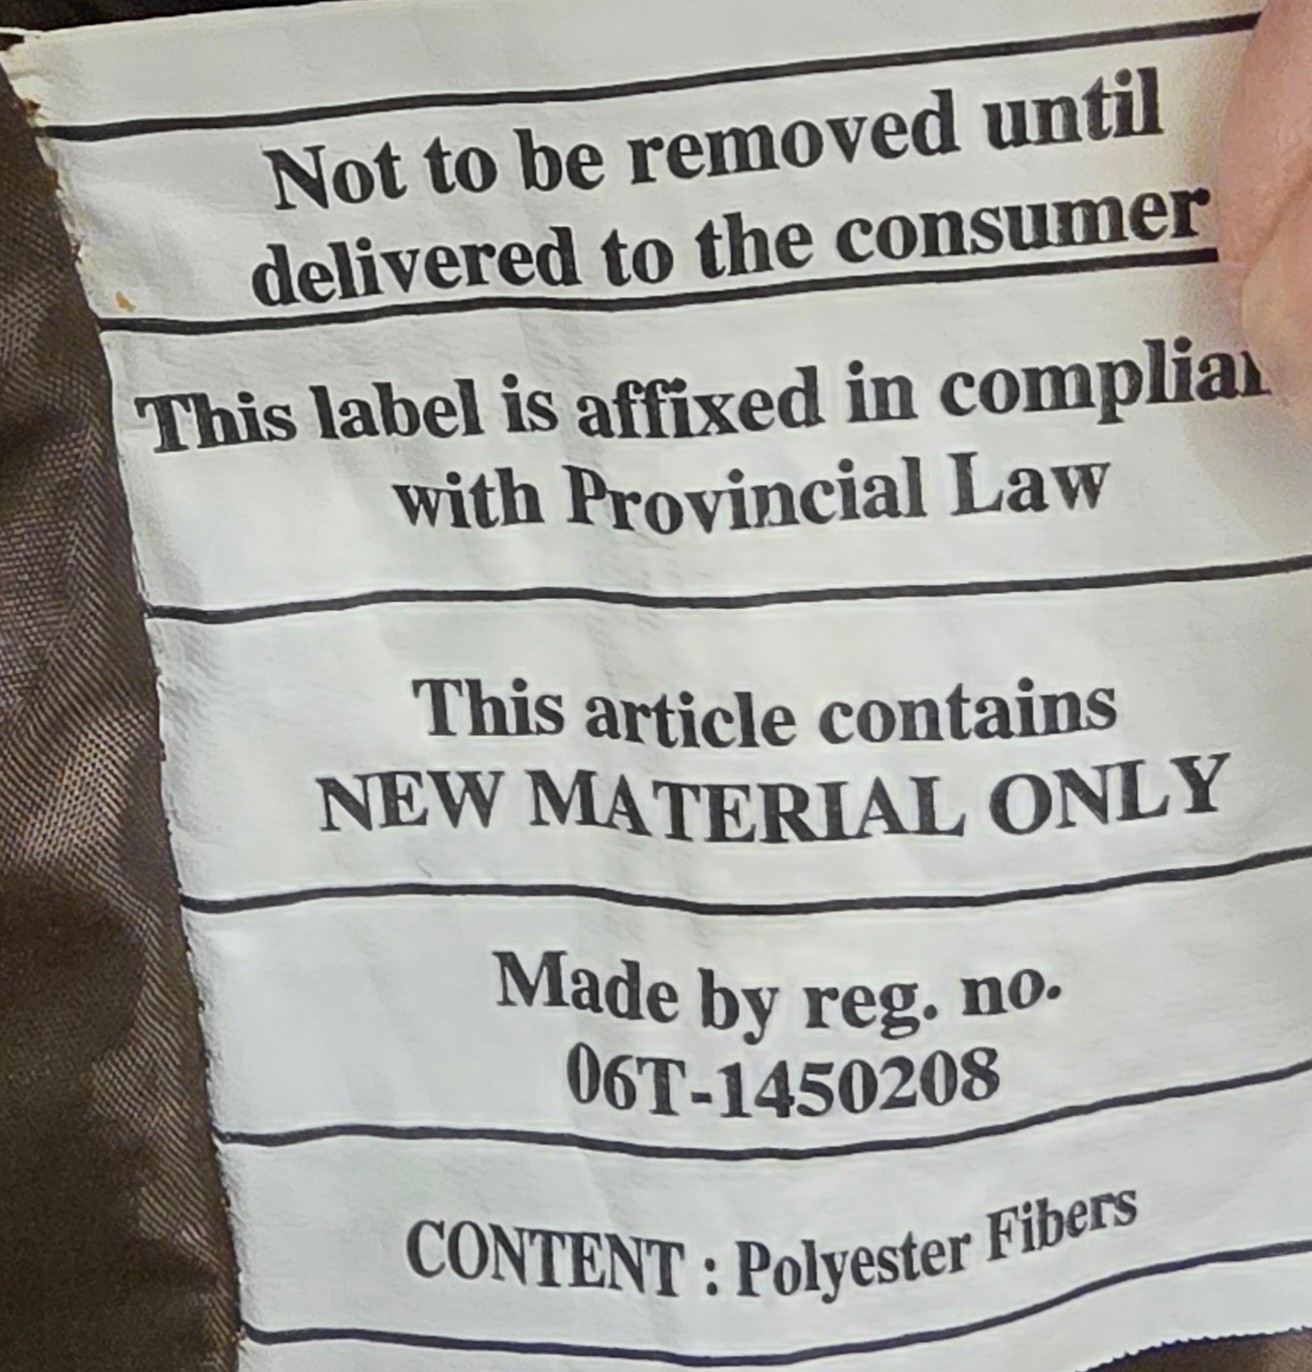 Not to be removed until
delivered to the consumer
This label is affixed in
with Provincial Law
This article contains
NEW MATERIAL ONLY
Made by reg. no.
06T-1450208
CONTENT : Polyester Fibers